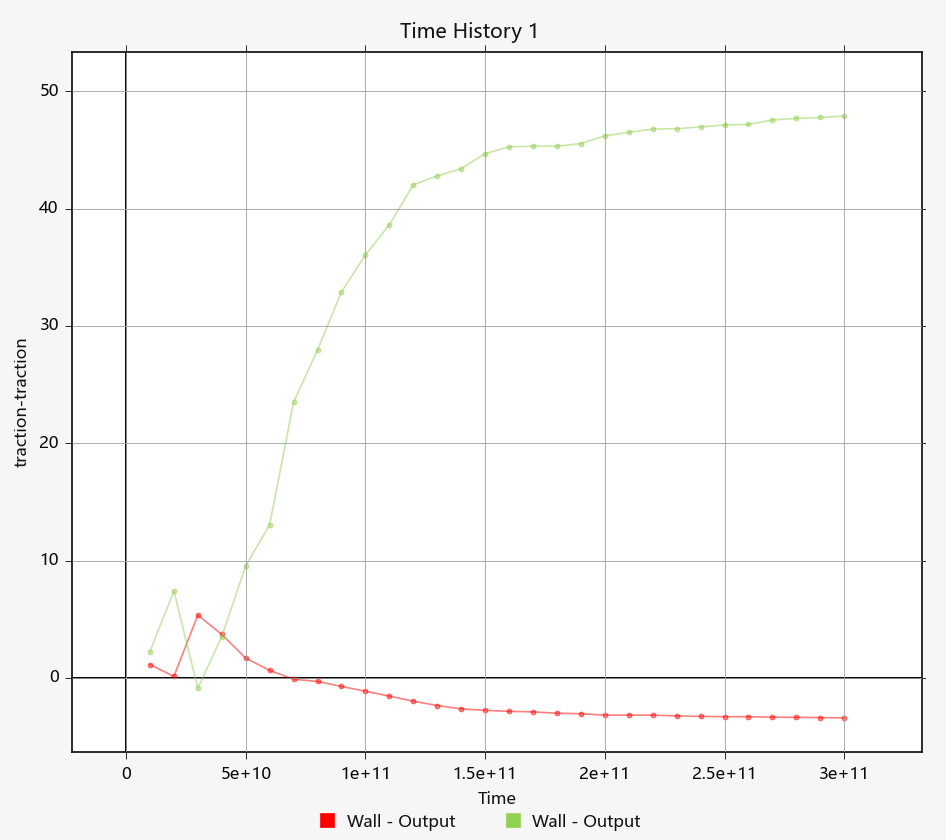 Time History 1
50
40
30
20
10
0
traction-traction
0 5e+10 1e+11 1.5e+11 2e+11 2.5e+11 3e+11
Time
Wall - Output Wall - Output